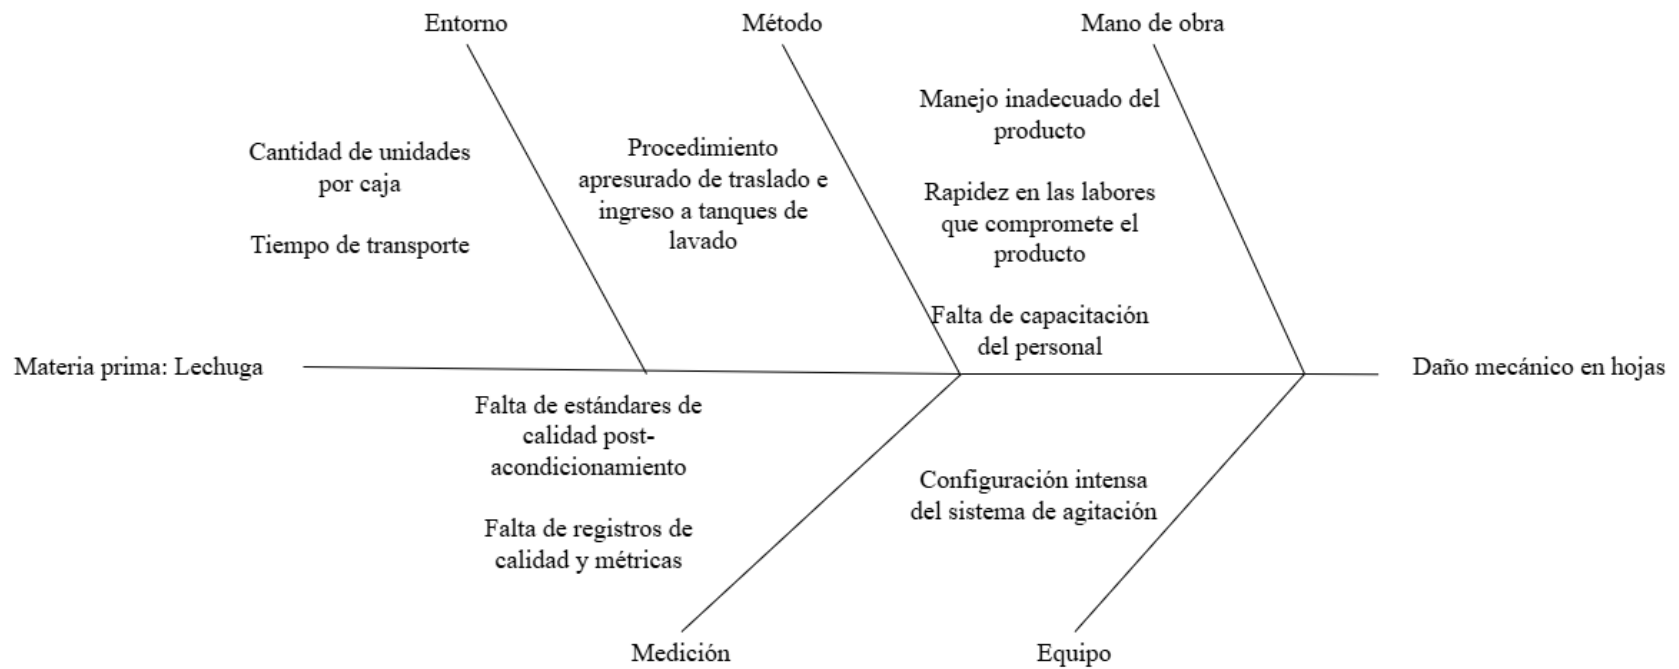 Entorno
Método
Mano de obra
Cantidad de unidades
por caja
Tiempo de transporte
Procedimiento
apresurado de traslado e
ingreso a tanques de
lavado
Manejo inadecuado del
producto
Rapidez en las labores
que compromete el
producto
Falta de capacitación
del personal
Materia prima: Lechuga
Daño mecánico en hojas
Falta de estándares de
calidad post-
acondicionamiento
Falta de registros de
calidad y métricas
Configuración intensa
del sistema de agitación
Medición
Equipo